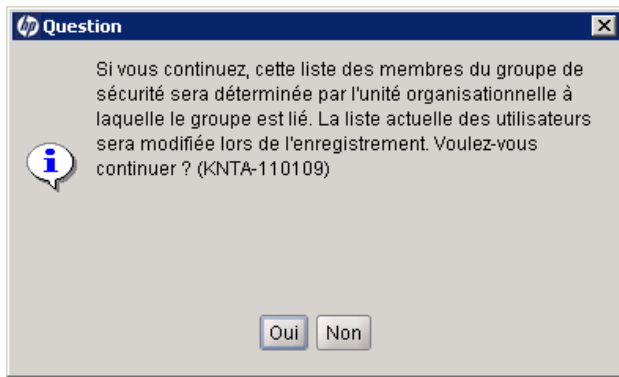 hp Question
Si vous continuez, cette liste des membres du groupe de
sécurité sera déterminée par l'unité organisationnelle à
laquelle le groupe est lié. La liste actuelle des utilisateurs
sera modifiée lors de l'enregistrement. Voulez-vous
continuer ? (KNTA-110109)
Oui Non